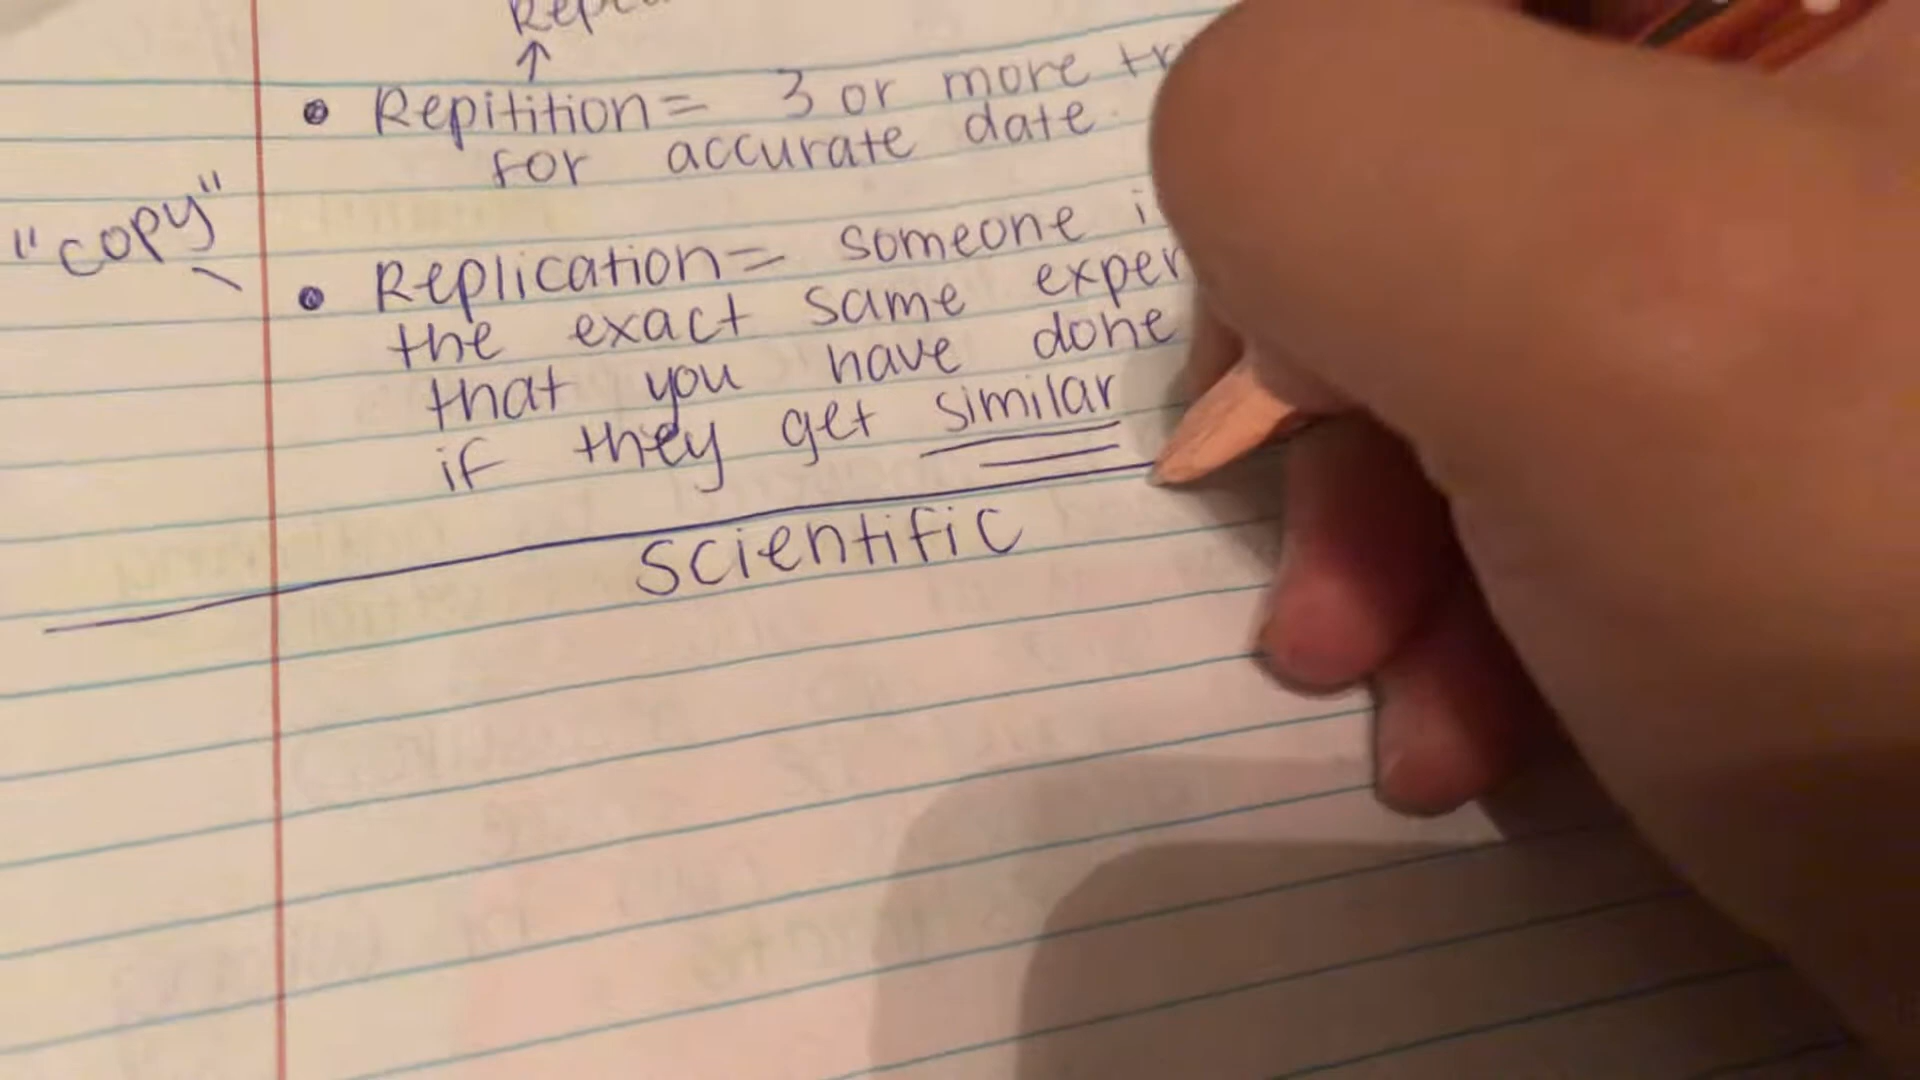 ↑
• Repitition = 3 or more
for accurate date.
"copy"
• Replication = someone
the exact same
that you have done
if they get similar
scientific